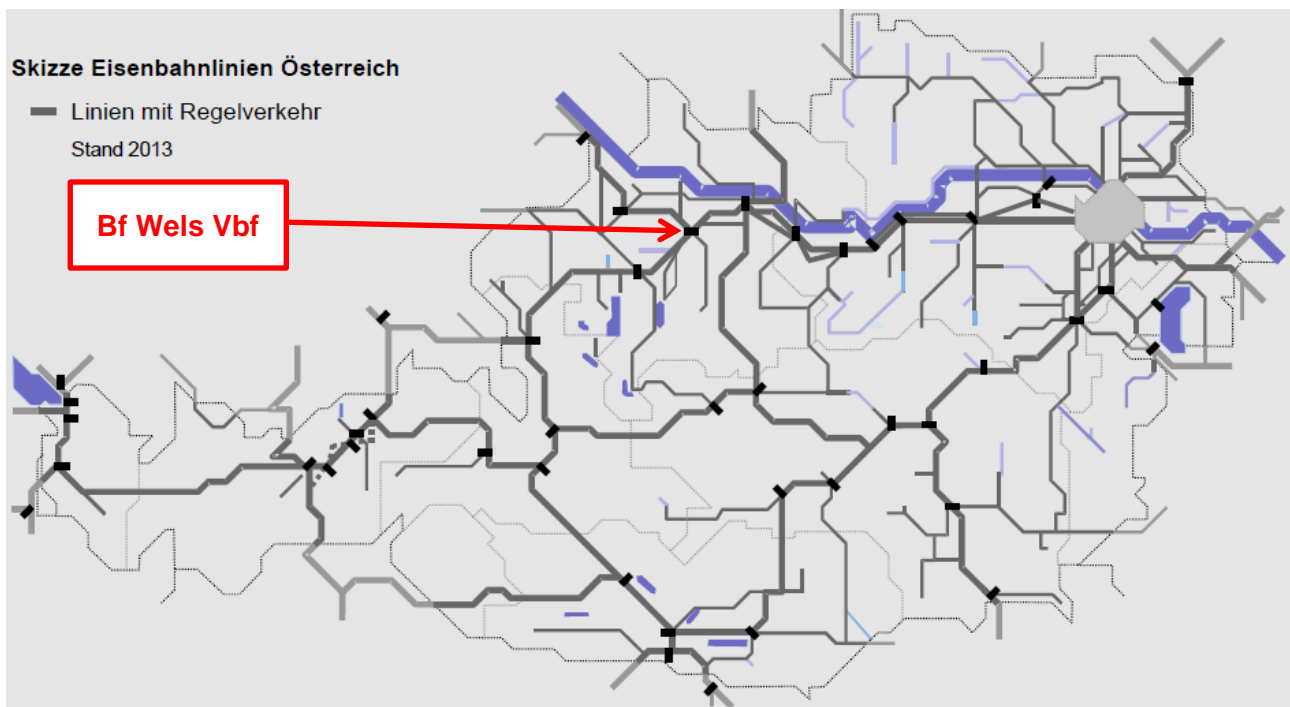 Skizze Eisenbahnlinien Österreich
Linien mit Regelverkehr
Stand 2013
Bf Wels Vbf